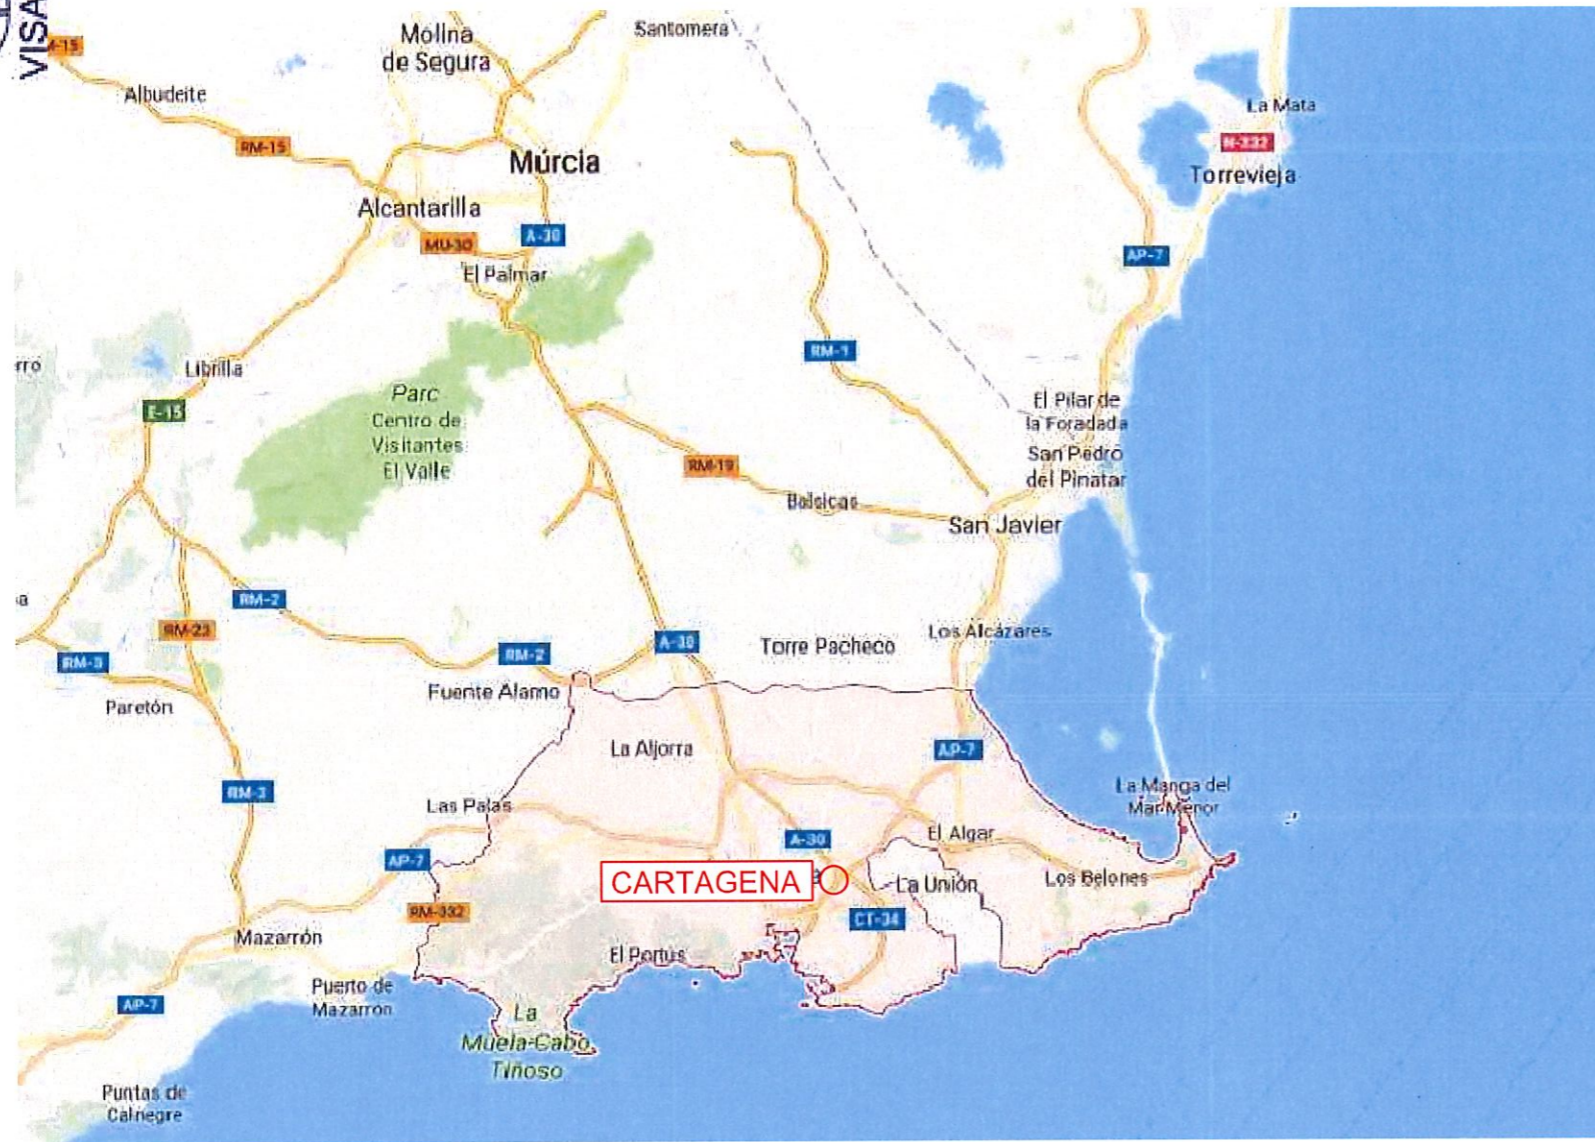 VISA
Molina
de Segura
Santomera
Albudeite
RM-15
La Mata
N-332
Múrcia
Torrevieja
Alcantarilla
MU-30
A-30
El Palmar
AP-7
RM-1
Librilla
E-15
Parc
Centro de
Visitantes
El Valle
El Pilar de
la Foradada
San Pedro
del Pinatar
RM-19
Balsicas
San Javier
RM-2
RM-23
RM-3
RM-2
A-30
Torre Pacheco
Los Alcázares
Fuente Alamo
Paretón
La Aljorra
AP-7
RM-3
La Manga del
Mar Menor
Las Palas
A-30
El Algar
AP-7
CARTAGENA
La Unión
Los Belones
RM-332
CT-34
Mazarrón
El Portús
Puerto de
Mazarrón
AP-7
La
Muela-Cabo
Tiñoso
Puntas de
Calnegre